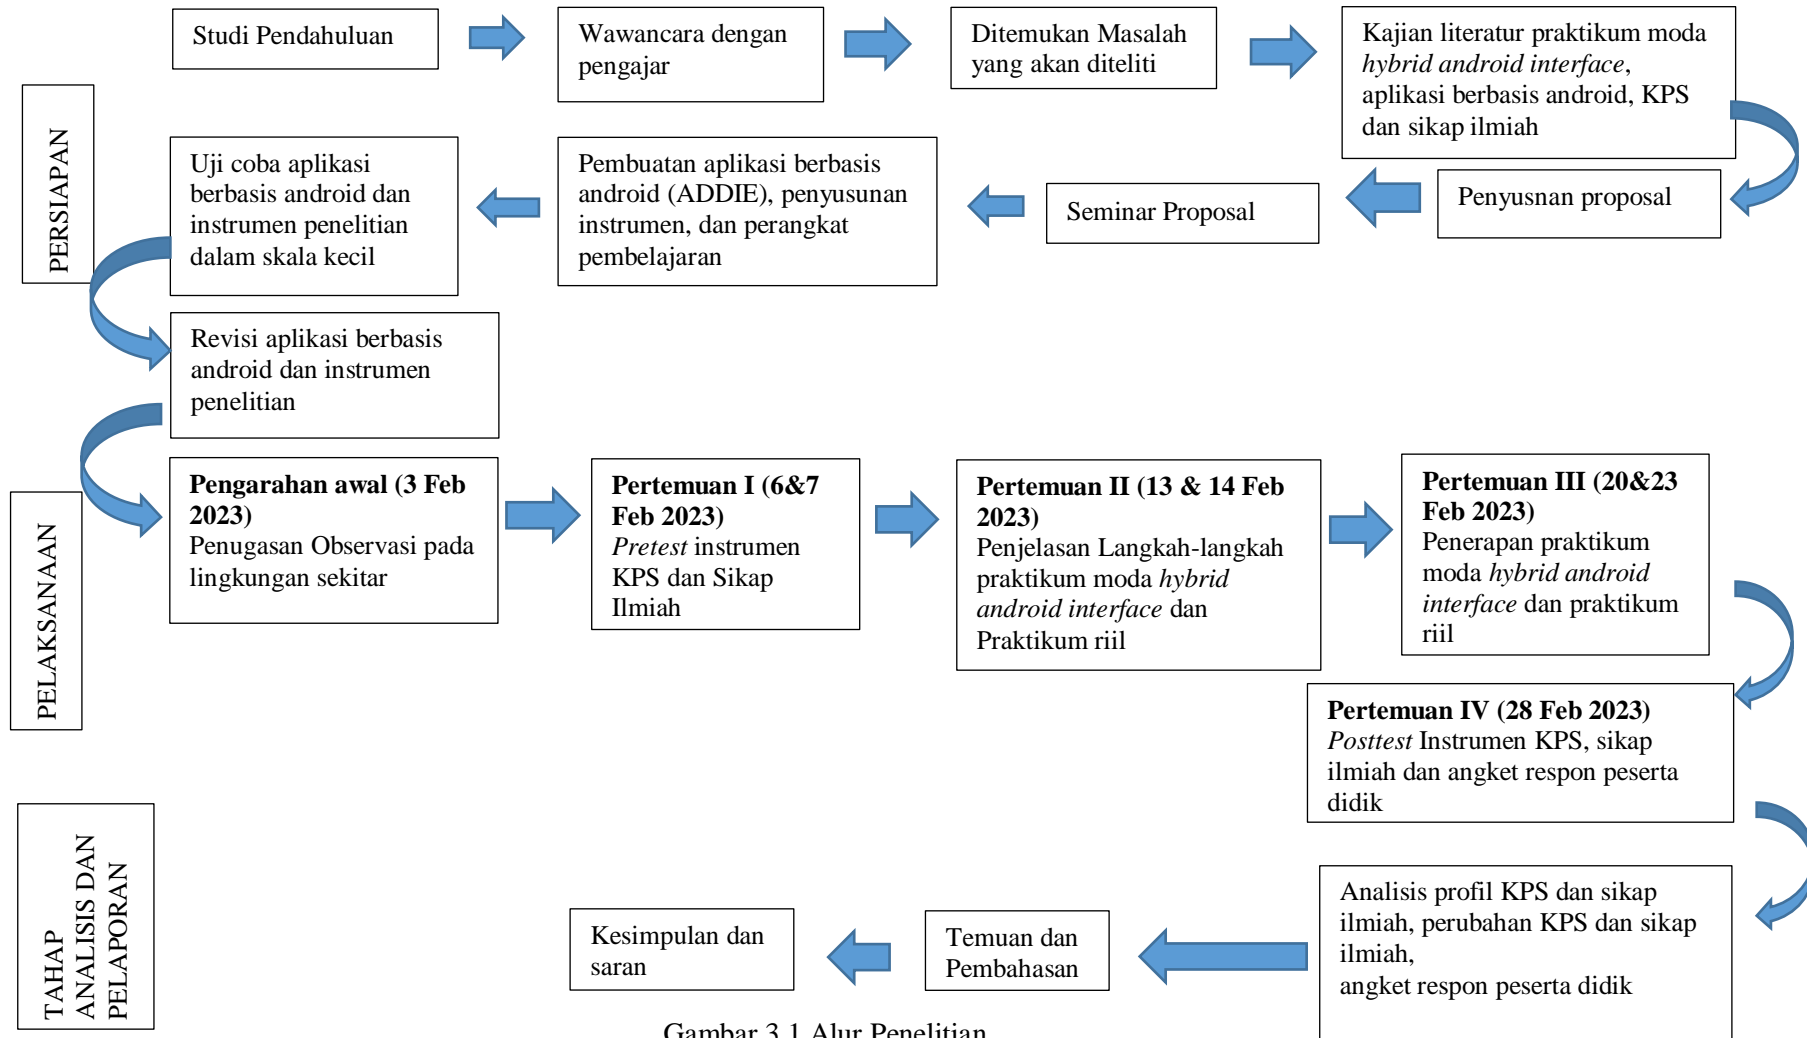 Studi Pendahuluan
Wawancara dengan
pengajar
Ditemukan Masalah
yang akan diteliti
Kajian literatur praktikum moda
hybrid android interface,
aplikasi berbasis android, KPS
dan sikap ilmiah
PERSIAPAN
Penyusnan proposal
Seminar Proposal
Pembuatan aplikasi berbasis
android (ADDIE), penyusunan
instrumen, dan perangkat
pembelajaran
Uji coba aplikasi
berbasis android dan
instrumen penelitian
dalam skala kecil
Revisi aplikasi berbasis
android dan instrumen
penelitian
PELAKSANAAN
Pengarahan awal (3 Feb
2023)
Penugasan Observasi pada
lingkungan sekitar
Pertemuan I (6&7
Feb 2023)
Pretest instrumen
KPS dan Sikap
Ilmiah
Pertemuan II (13 & 14 Feb
2023)
Penjelasan Langkah-langkah
praktikum moda hybrid
android interface dan
Praktikum riil
Pertemuan III (20&23
Feb 2023)
Penerapan praktikum
moda hybrid android
interface dan praktikum
riil
Pertemuan IV (28 Feb 2023)
Posttest Instrumen KPS, sikap
ilmiah dan angket respon peserta
didik
TAHAP
ANALISIS DAN
PELAPORAN
Analisis profil KPS dan sikap
ilmiah, perubahan KPS dan sikap
ilmiah,
angket respon peserta didik
Temuan dan
Pembahasan
Kesimpulan dan
saran
Gambar 3.1 Alur Penelitian